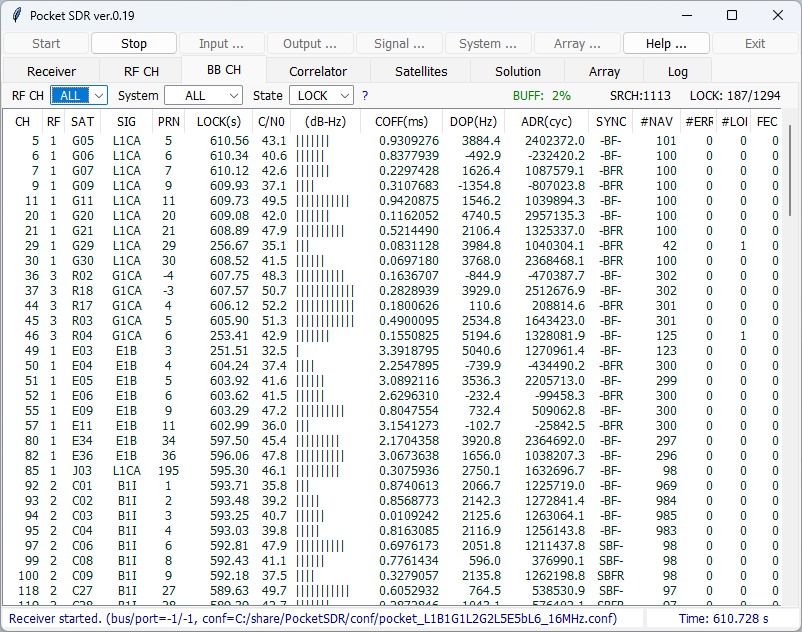 Pocket SDR ver.0.19
Start Stop Input ... Output ... Signal ... System ... Array ... Help ... Exit
Receiver RF CH BB CH Correlator Satellites Solution Array Log
RF CH ALL System ALL State LOCK ? BUFF: 2% SRCH:1113 LOCK: 187/1294
CH RF SAT SIG PRN LOCK(s) C/N0 (dB-Hz) COFF(ms) DOP(Hz) ADR(cyc) SYNC #NAV #ERR #LOI FEC
5 1 G05 L1CA 5 610.56 43.1 ||||||| 0.9309276 3884.4 2402372.0 -BF- 101 0 0 0
6 1 G06 L1CA 6 610.34 40.6 |||||| 0.8377939 -492.9 -232420.2 -BF- 100 0 0 0
7 1 G07 L1CA 7 610.12 42.6 ||||||| 0.2297428 1626.4 1087579.1 -BFR 100 0 0 0
9 1 G09 L1CA 9 609.93 37.1 |||| 0.3107683 -1354.8 -807023.8 -BFR 100 0 0 0
11 1 G11 L1CA 11 609.73 49.5 ||||||||||| 0.9420875 1546.2 1039894.3 -BF- 100 0 0 0
20 1 G20 L1CA 20 609.08 42.0 ||||||| 0.1162052 4740.5 2957135.3 -BF- 100 0 0 0
21 1 G21 L1CA 21 608.89 47.9 |||||||||| 0.5214490 2106.4 1325337.0 -BFR 100 0 0 0
29 1 G29 L1CA 29 256.67 35.1 ||| 0.0831128 3984.8 1040304.1 -BFR 42 0 1 0
30 1 G30 L1CA 30 608.52 41.5 |||||| 0.0697180 3768.0 2368468.1 -BFR 100 0 0 0
36 3 R02 G1CA -4 607.75 48.3 |||||||||| 0.1636707 -844.9 -470387.7 -BF- 302 0 0 0
37 3 R18 G1CA -3 607.57 50.7 |||||||||||| 0.2828939 3929.0 2512676.9 -BF- 302 0 0 0
44 3 R17 G1CA 4 606.12 52.2 |||||||||||| 0.1800626 110.6 208814.6 -BFR 301 0 0 0
45 3 R03 G1CA 5 605.90 51.3 |||||||||||| 0.4900095 2534.8 1643423.0 -BF- 301 0 0 0
46 3 R04 G1CA 6 253.41 42.9 ||||||| 0.1550825 5194.6 1328081.9 -BF- 125 0 1 0
49 1 E03 E1B 3 251.51 32.5 | 3.3918795 5040.6 1270961.4 -BF- 123 0 0 0
50 1 E04 E1B 4 604.24 37.4 |||| 2.2547895 -739.9 -434490.2 -BFR 300 0 0 0
51 1 E05 E1B 5 603.92 41.6 |||||| 3.0892116 3536.3 2205713.0 -BF- 299 0 0 0
52 1 E06 E1B 6 603.62 41.5 |||||| 2.6296310 -232.4 -99458.3 -BFR 300 0 0 0
55 1 E09 E1B 9 603.29 47.2 |||||||||| 0.8047554 732.4 509062.8 -BF- 300 0 0 0
57 1 E11 E1B 11 602.99 36.0 ||| 3.1541273 -102.7 -25842.5 -BFR 300 0 0 0
80 1 E34 E1B 34 597.50 45.4 ||||||||| 2.1704358 3920.8 2364692.0 -BF- 297 0 0 0
82 1 E36 E1B 36 596.06 47.8 |||||||||| 3.0673638 1656.0 1038207.3 -BF- 296 0 0 0
85 1 J03 L1CA 195 595.30 46.1 ||||||||| 0.3075936 2750.1 1632696.7 -BF- 98 0 0 0
92 2 C01 B1I 1 593.71 35.8 ||| 0.8740613 2066.7 1225719.0 -BF- 969 0 0 0
93 2 C02 B1I 2 593.48 39.2 ||||| 0.8568773 2142.3 1272841.4 -BF- 984 0 0 0
94 2 C03 B1I 3 593.25 40.7 |||||| 0.0109242 2125.6 1263064.1 -BF- 985 0 0 0
95 2 C04 B1I 4 593.03 39.8 ||||| 0.8163085 2116.9 1256143.8 -BF- 983 0 0 0
97 2 C06 B1I 6 592.81 47.9 |||||||||| 0.6976173 2051.8 1211437.8 SBF- 98 0 0 0
99 2 C08 B1I 8 592.43 41.1 |||||| 0.7761434 596.0 376990.1 SBF- 98 0 0 0
100 2 C09 B1I 9 592.18 37.5 |||| 0.3279057 2135.8 1262198.8 SBFR 98 0 0 0
118 2 C27 B1I 27 589.63 49.7 ||||||||||| 0.6052932 764.5 538530.9 SBF- 98 0 0 0
Receiver started. (bus/port=-1/-1, conf=C:/share/PocketSDR/conf/pocket_L1B1G1L2G2L5E5bL6_16MHz.conf) Time: 610.728 s